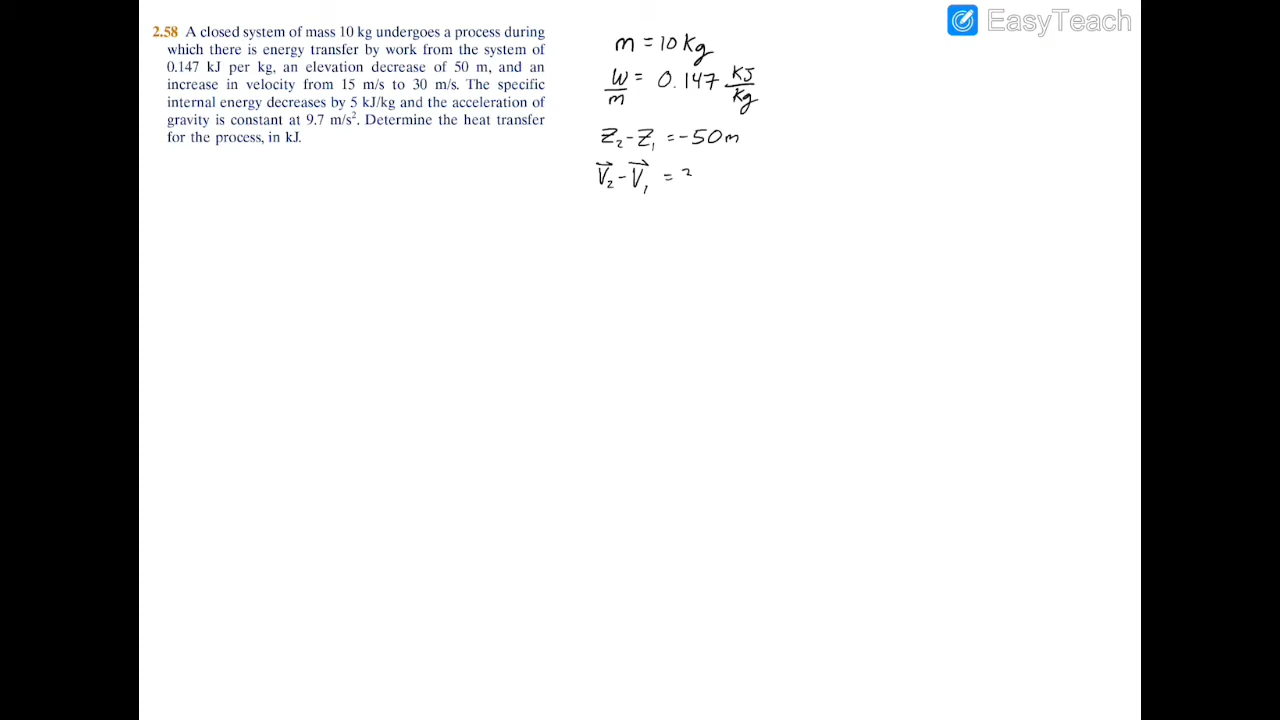 EasyTeach
2.58 A closed system of mass 10 kg undergoes a process during
which there is energy transfer by work from the system of
0.147 kJ per kg, an elevation decrease of 50 m, and an
increase in velocity from 15 m/s to 30 m/s. The specific
internal energy decreases by 5 kJ/kg and the acceleration of
gravity is constant at 9.7 m/s². Determine the heat transfer
for the process, in kJ.
m = 10 Kg
W/m = 0.147 KJ/Kg
Z₂ - Z₁ = -50m
V⃗₂ - V⃗₁ =